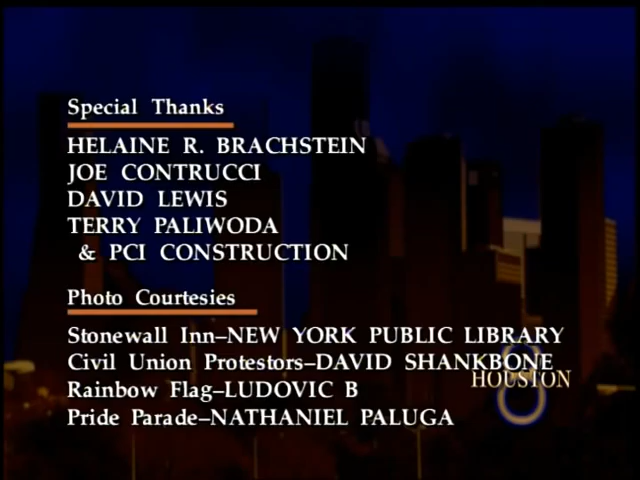 Special Thanks
HELAINE R. BRACHSTEIN
JOE CONTRUCCI
DAVID LEWIS
TERRY PALIWODA
& PCI CONSTRUCTION
Photo Courtesies
Stonewall Inn–NEW YORK PUBLIC LIBRARY
Civil Union Protestors–DAVID SHANKBONE
Rainbow Flag–LUDOVIC B
Pride Parade–NATHANIEL PALUGA
8
HOUSTON